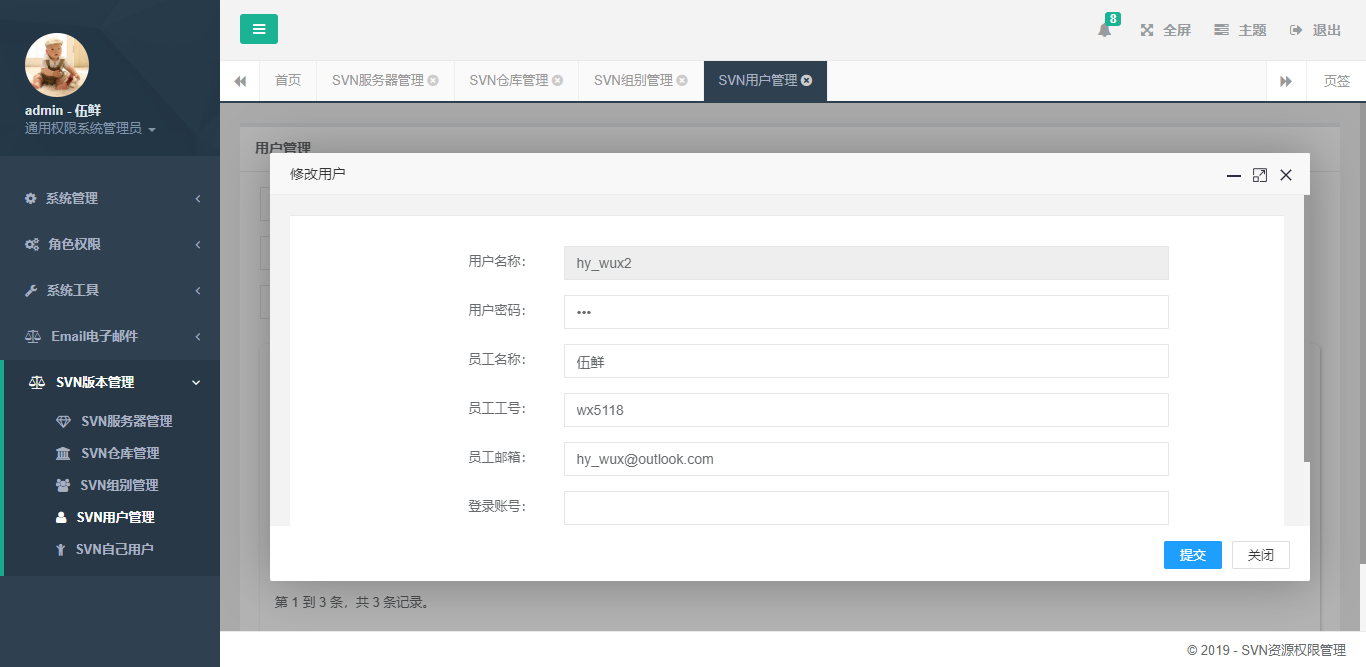 8
全屏
主题
退出
admin - 伍鲜
通用权限系统管理员
首页
SVN服务器管理
SVN仓库管理
SVN组别管理
SVN用户管理
页签
系统管理
角色权限
系统工具
Email电子邮件
SVN版本管理
SVN服务器管理
SVN仓库管理
SVN组别管理
SVN用户管理
SVN自己用户
用户管理
修改用户
用户名称：
hy_wux2
用户密码：
•••
员工名称：
伍鲜
员工工号：
wx5118
员工邮箱：
hy_wux@outlook.com
登录账号：
提交
关闭
第 1 到 3 条，共 3 条记录。
© 2019 - SVN资源权限管理